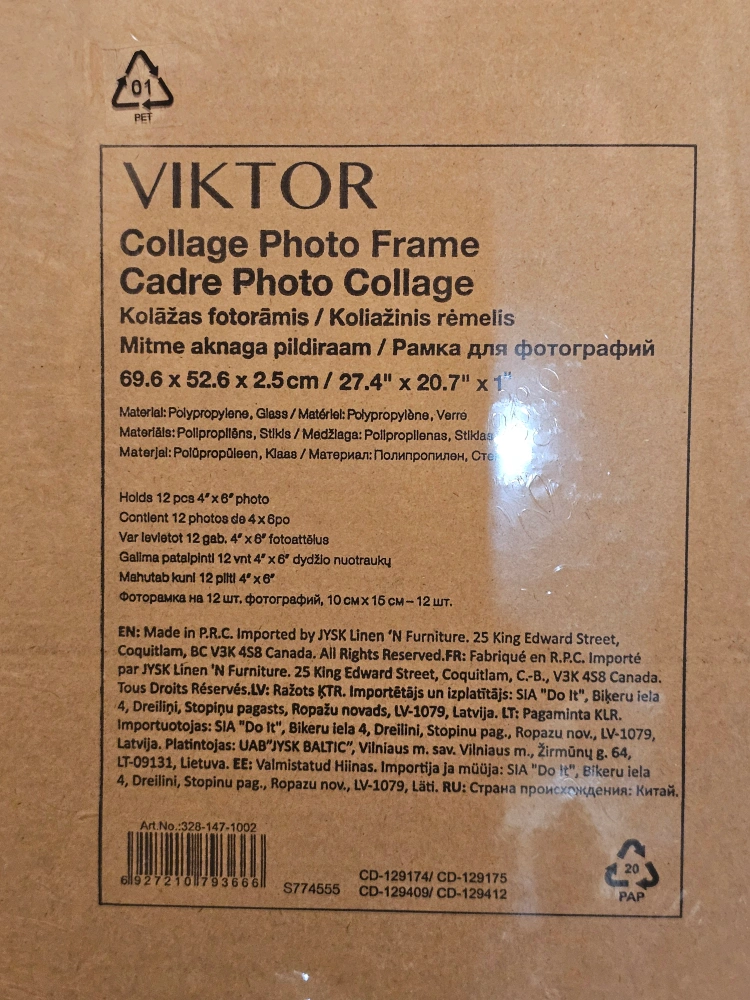 01
PET
VIKTOR
Collage Photo Frame
Cadre Photo Collage
Kolāžas fotorāmis / Koliažinis rėmelis
Mitme aknaga pildiraam / Рамка для фотографий
69.6 x 52.6 x 2.5cm / 27.4" x 20.7" x 1"
Material: Polypropylene, Glass / Matériel: Polypropylène, Verre
Materiāls: Polipropilēns, Stikls / Medžiaga: Polipropilenas, Stiklas
Materjal: Polüpropüleen, Klaas / Материал: Полипропилен,
Holds 12 pcs 4" x 6" photo
Contient 12 photos de 4 x 6po
Var ievietot 12 gab. 4" x 6" fotoattēlus
Galima patalpinti 12 vnt 4" x 6" dydžio nuotraukų
Mahutab kuni 12 pilti 4" x 6"
Фоторамка на 12 шт. фотографий, 10 см x 15 см – 12 шт.
EN: Made in P.R.C. Imported by JYSK Linen 'N Furniture. 25 King Edward Street,
Coquitlam, BC V3K 4S8 Canada. All Rights Reserved.FR: Fabriqué en R.P.C. Importé
par JYSK Linen 'N Furniture. 25 King Edward Street, Coquitlam, C.-B., V3K 4S8 Canada.
Tous Droits Réservés.LV: Ražots ĶTR. Importētājs un izplatītājs: SIA "Do It", Biķeru iela
4, Dreiliņi, Stopiņu pagasts, Ropažu novads, LV-1079, Latvija. LT: Pagaminta KLR.
Importuotojas: SIA "Do It", Bikeru iela 4, Dreilini, Stopinu pag., Ropazu nov., LV-1079,
Latvija. Platintojas: UAB"JYSK BALTIC", Vilniaus m. sav. Vilniaus m., Žirmūnų g. 64,
LT-09131, Lietuva. EE: Valmistatud Hiinas. Importija ja müüja: SIA "Do It", Bikeru iela
4, Dreilini, Stopinu pag., Ropazu nov., LV-1079, Läti. RU: Страна происхождения: Китай.
Art.No.:328-147-1002
6927210793666
S774555
CD-129174/ CD-129175
CD-129409/ CD-129412
20
PAP